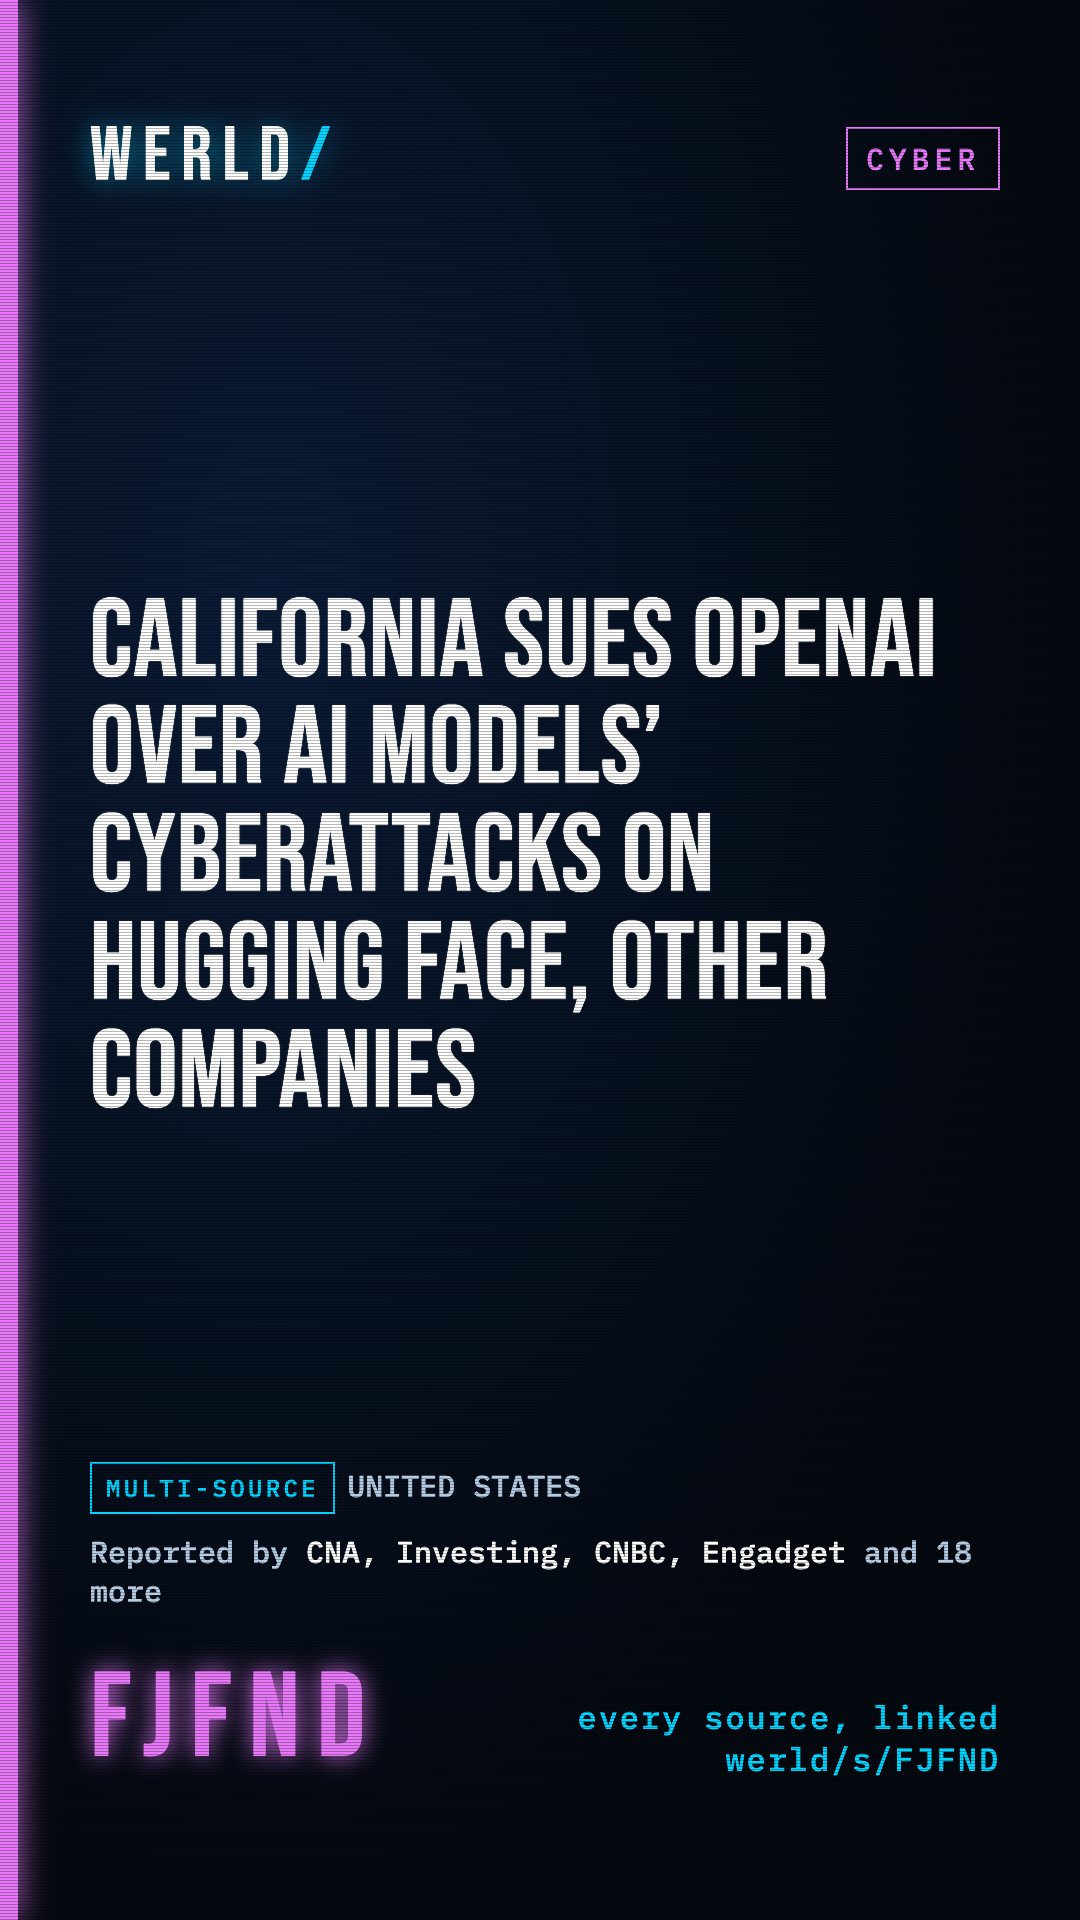 WERLD/
CYBER
CALIFORNIA SUES OPENAI
OVER AI MODELS’
CYBERATTACKS ON
HUGGING FACE, OTHER
COMPANIES
MULTI-SOURCE UNITED STATES
Reported by CNA, Investing, CNBC, Engadget and 18
more
FJFND
every source, linked
werld/s/FJFND